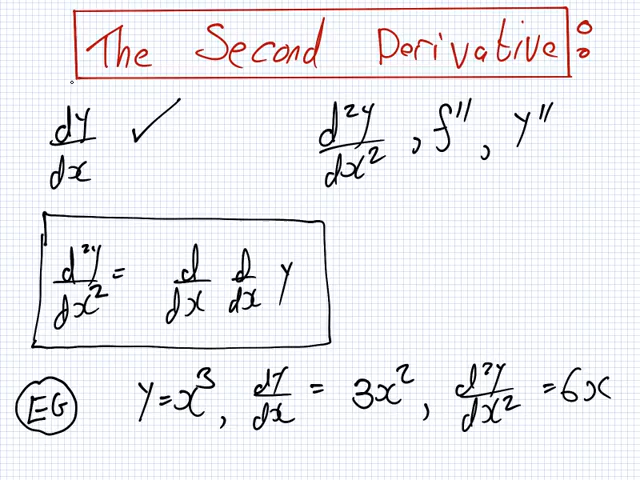 The Second Derivative:
dy/dx ✓ d²y/dx², f'', y''
d²y/dx² = d/dx d/dx y
EG y=x³, dy/dx = 3x², d²y/dx² = 6x